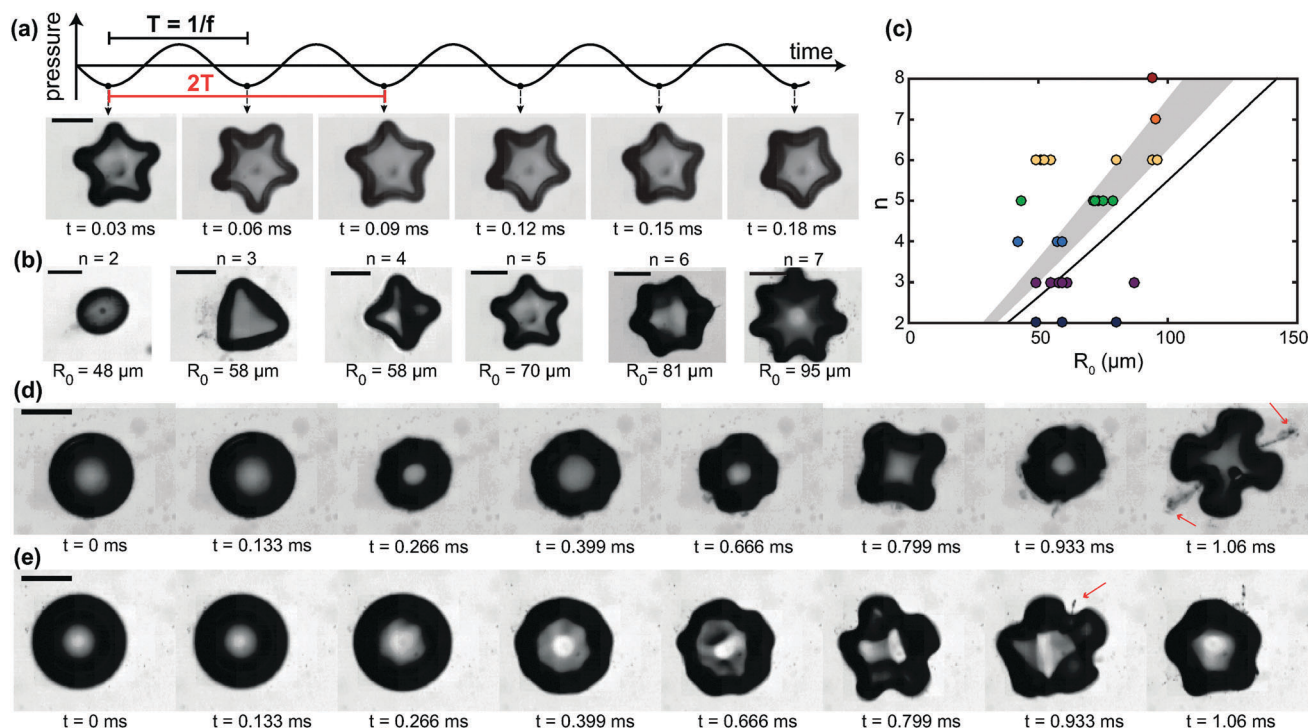 (a)
T = 1/f
pressure
time
2T
t = 0.03 ms t = 0.06 ms t = 0.09 ms t = 0.12 ms t = 0.15 ms t = 0.18 ms
(b)
n = 2 n = 3 n = 4 n = 5 n = 6 n = 7
R₀ = 48 µm R₀ = 58 µm R₀ = 58 µm R₀ = 70 µm R₀ = 81 µm R₀ = 95 µm
(c)
8
7
6
5
4
3
2
n
0 50 100 150
R₀ (µm)
(d)
t = 0 ms t = 0.133 ms t = 0.266 ms t = 0.399 ms t = 0.666 ms t = 0.799 ms t = 0.933 ms t = 1.06 ms
(e)
t = 0 ms t = 0.133 ms t = 0.266 ms t = 0.399 ms t = 0.666 ms t = 0.799 ms t = 0.933 ms t = 1.06 ms